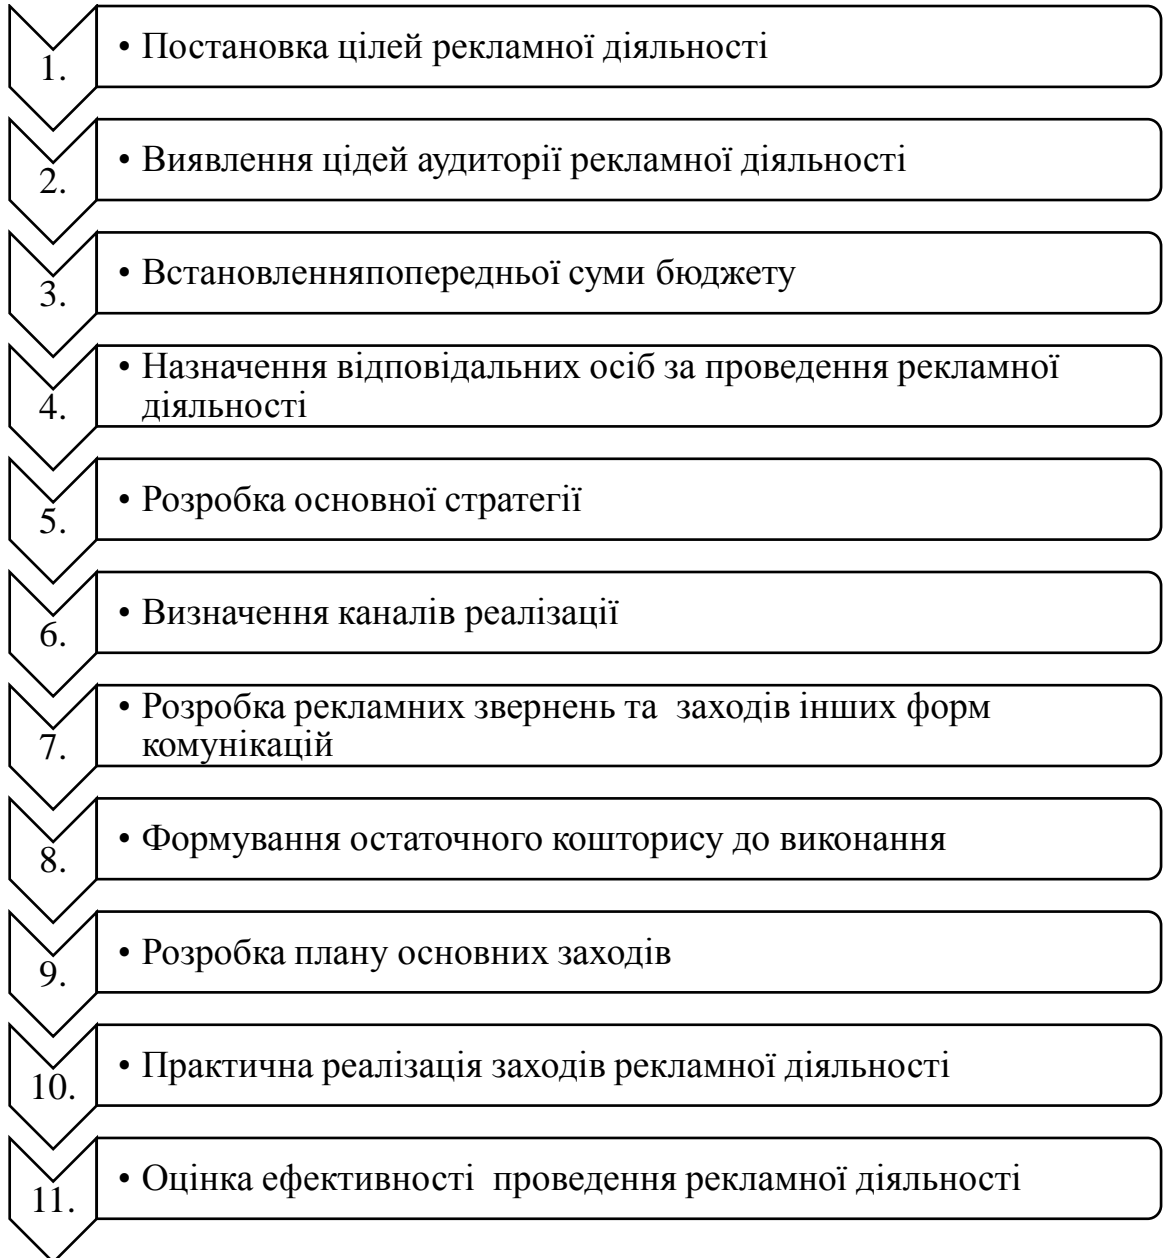 1.
• Постановка цілей рекламної діяльності
2.
• Виявлення цідей аудиторії рекламної діяльності
3.
• Встановленняпопередньої суми бюджету
4.
• Назначення відповідальних осіб за проведення рекламної
діяльності
5.
• Розробка основної стратегії
6.
• Визначення каналів реалізації
7.
• Розробка рекламних звернень та  заходів інших форм
комунікацій
8.
• Формування остаточного кошторису до виконання
9.
• Розробка плану основних заходів
10.
• Практична реалізація заходів рекламної діяльності
11.
• Оцінка ефективності  проведення рекламної діяльності